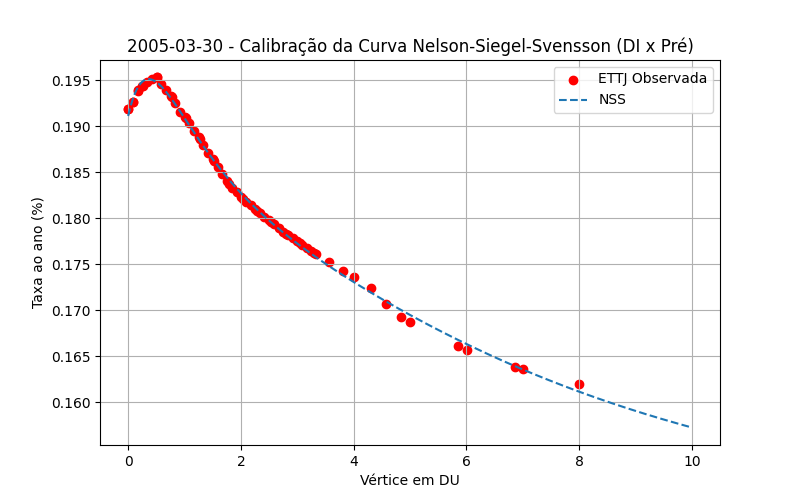 2005-03-30 - Calibração da Curva Nelson-Siegel-Svensson (DI x Pré)
ETTJ Observada
NSS
Taxa ao ano (%)
0.195
0.190
0.185
0.180
0.175
0.170
0.165
0.160
0 2 4 6 8 10
Vértice em DU